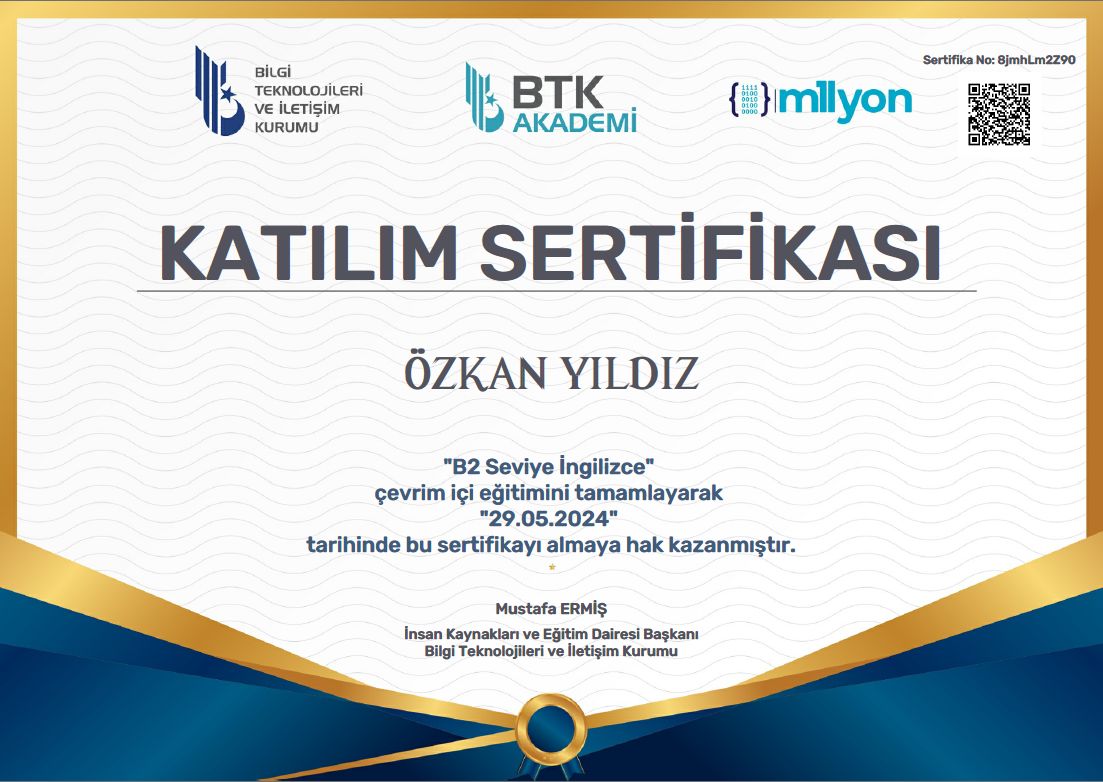 BİLGİ
TEKNOLOJİLERİ
VE İLETİŞİM
KURUMU
BTK
AKADEMİ
1111
0100
0010
0100
0000
m1lyon
Sertifika No: 8jmhLm2Z90
KATILIM SERTİFİKASI
ÖZKAN YILDIZ
"B2 Seviye İngilizce"
çevrim içi eğitimini tamamlayarak
"29.05.2024"
tarihinde bu sertifikayı almaya hak kazanmıştır.
Mustafa ERMİŞ
İnsan Kaynakları ve Eğitim Dairesi Başkanı
Bilgi Teknolojileri ve İletişim Kurumu